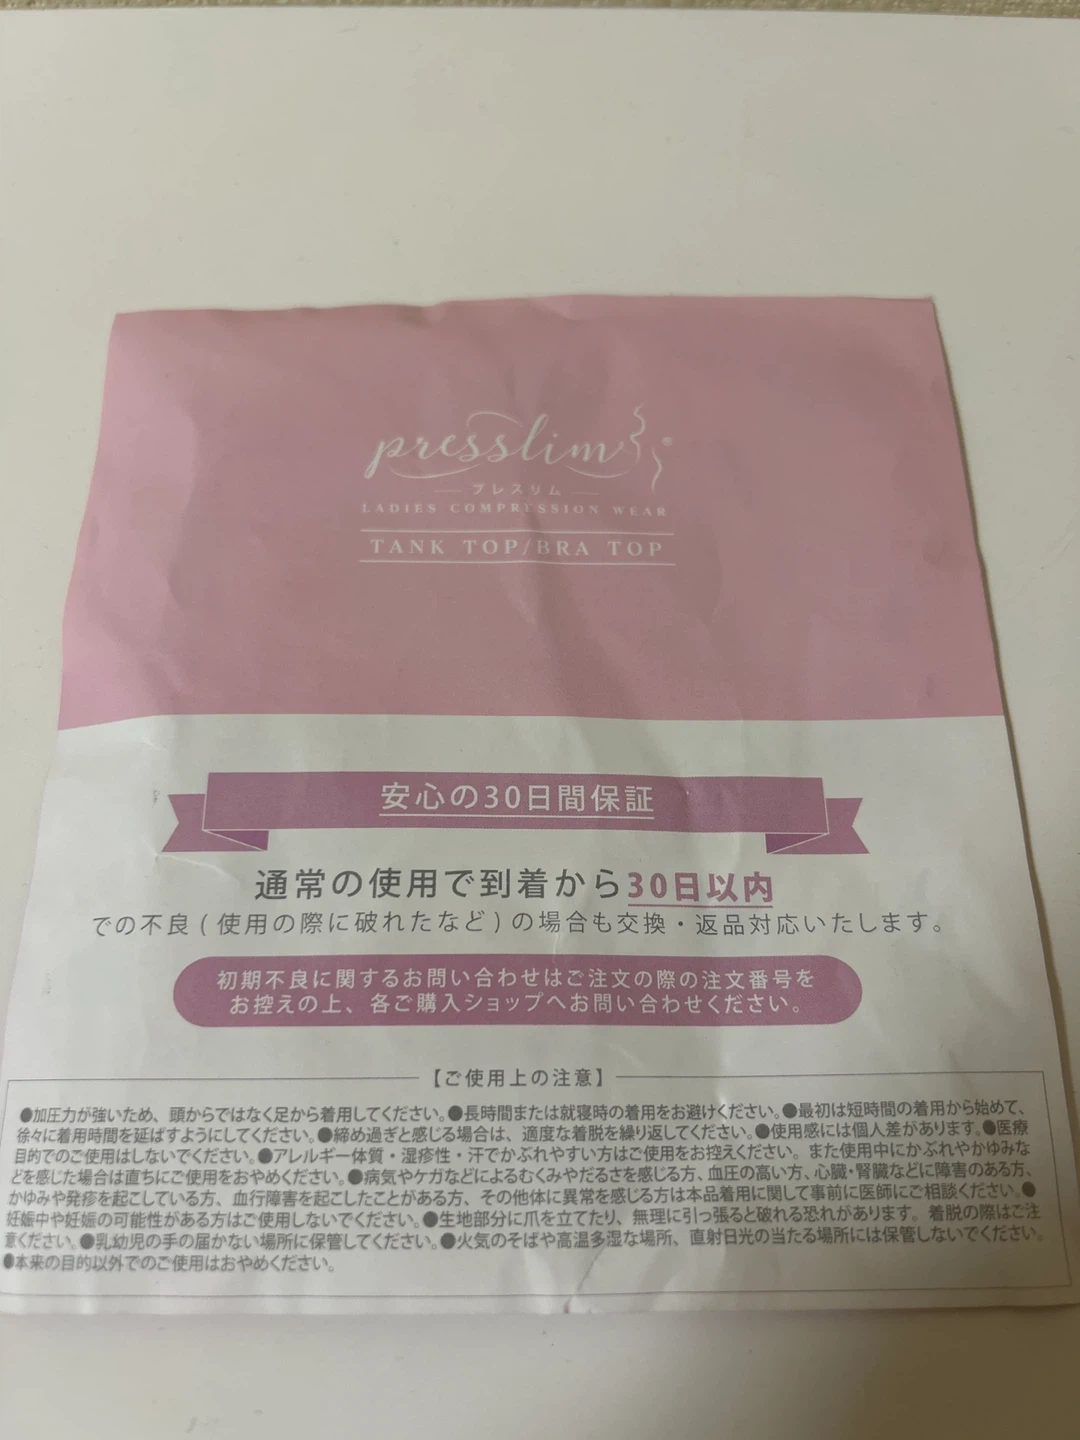 presslim®
プレスリム
LADIES COMPRESSION WEAR
TANK TOP/BRA TOP
安心の30日間保証
通常の使用で到着から30日以内
での不良(使用の際に破れたなど)の場合も交換・返品対応いたします。
初期不良に関するお問い合わせはご注文の際の注文番号を
お控えの上、各ご購入ショップへお問い合わせください。
【ご使用上の注意】
●加圧力が強いため、頭からではなく足から着用してください。●長時間または就寝時の着用をお避けください。●最初は短時間の着用から始めて、
徐々に着用時間を延ばすようにしてください。●締め過ぎと感じる場合は、適度な着脱を繰り返してください。●使用感には個人差があります。●医療
目的でのご使用はしないでください。●アレルギー体質・湿疹性・汗でかぶれやすい方はご使用をお控えください。また使用中にかぶれやかゆみな
どを感じた場合は直ちにご使用をおやめください。●病気やケガなどによるむくみやだるさを感じる方、血圧の高い方、心臓・腎臓などに障害のある方、
かゆみや発疹を起こしている方、血行障害を起こしたことがある方、その他体に異常を感じる方は本品着用に関して事前に医師にご相談ください。●
妊娠中や妊娠の可能性がある方はご使用しないでください。●生地部分に爪を立てたり、無理に引っ張ると破れる恐れがあります。着脱の際はご注
意ください。●乳幼児の手の届かない場所に保管してください。●火気のそばや高温多湿な場所、直射日光の当たる場所には保管しないでください。
●本来の目的以外でのご使用はおやめください。